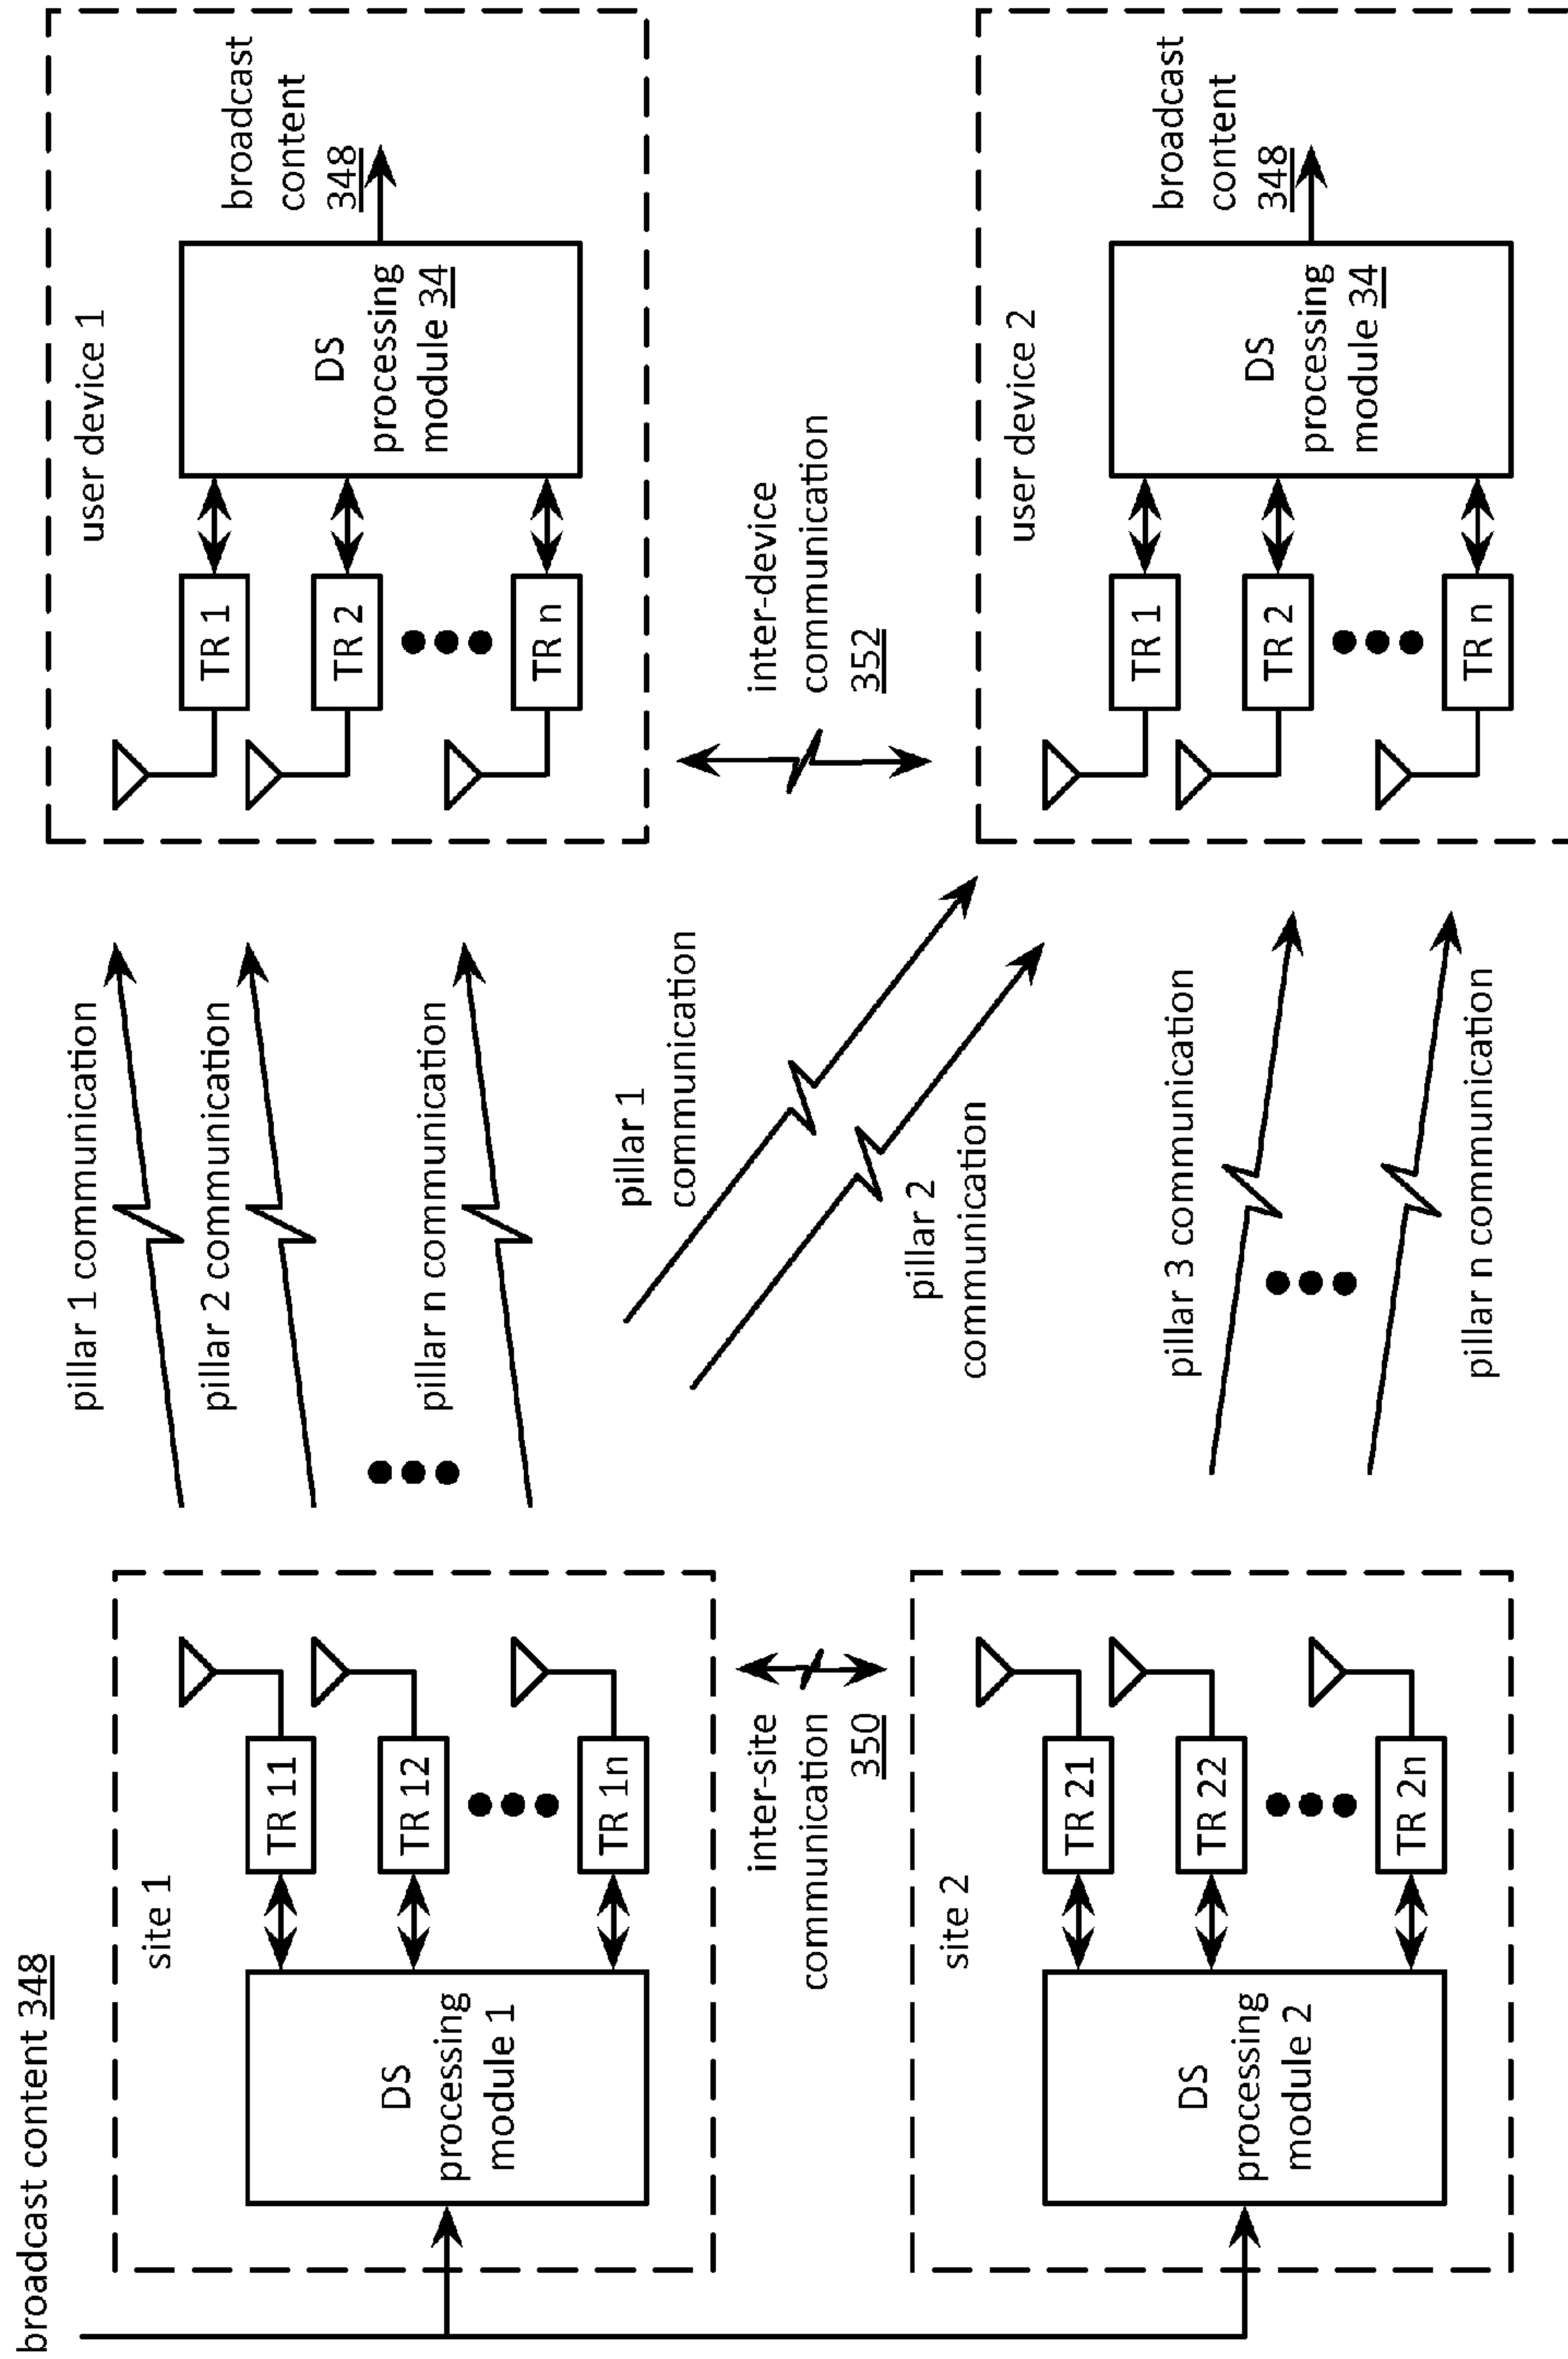 broadcast content 348
site 1
DS
processing
module 1
TR 11
TR 12
TR 1n
inter-site
communication
350
site 2
DS
processing
module 2
TR 21
TR 22
TR 2n
pillar 1 communication
pillar 2 communication
pillar n communication
pillar 1
communication
pillar 2
communication
pillar 3 communication
pillar n communication
user device 1
TR 1
TR 2
TR n
DS
processing
module 34
broadcast
content
348
inter-device
communication
352
user device 2
TR 1
TR 2
TR n
DS
processing
module 34
broadcast
content
348